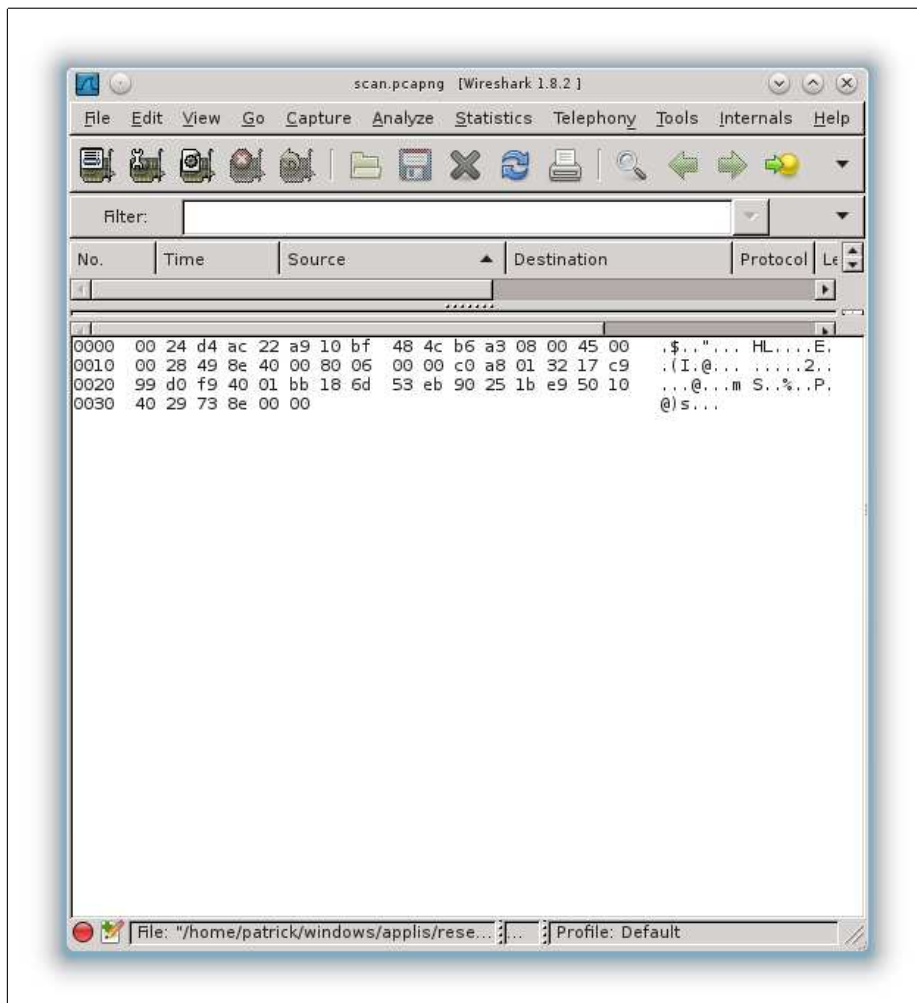 scan.pcapng [Wireshark 1.8.2 ]
File Edit View Go Capture Analyze Statistics Telephony Tools Internals Help
Filter:
No. Time Source Destination Protocol Le
0000 00 24 d4 ac 22 a9 10 bf 48 4c b6 a3 08 00 45 00 .$.."... HL....E.
0010 00 28 49 8e 40 00 80 06 00 00 c0 a8 01 32 17 c9 .(I.@... .....2..
0020 99 d0 f9 40 01 bb 18 6d 53 eb 90 25 1b e9 50 10 ...@...m S..%..P.
0030 40 29 73 8e 00 00 @)s...
File: "/home/patrick/windows/applis/rese... ... Profile: Default